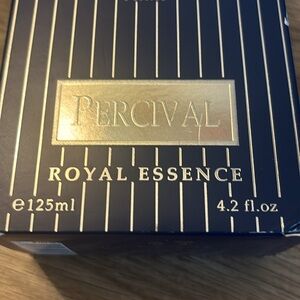 PERCIVAL
ROYAL ESSENCE
℮125ml 4.2 fl.oz